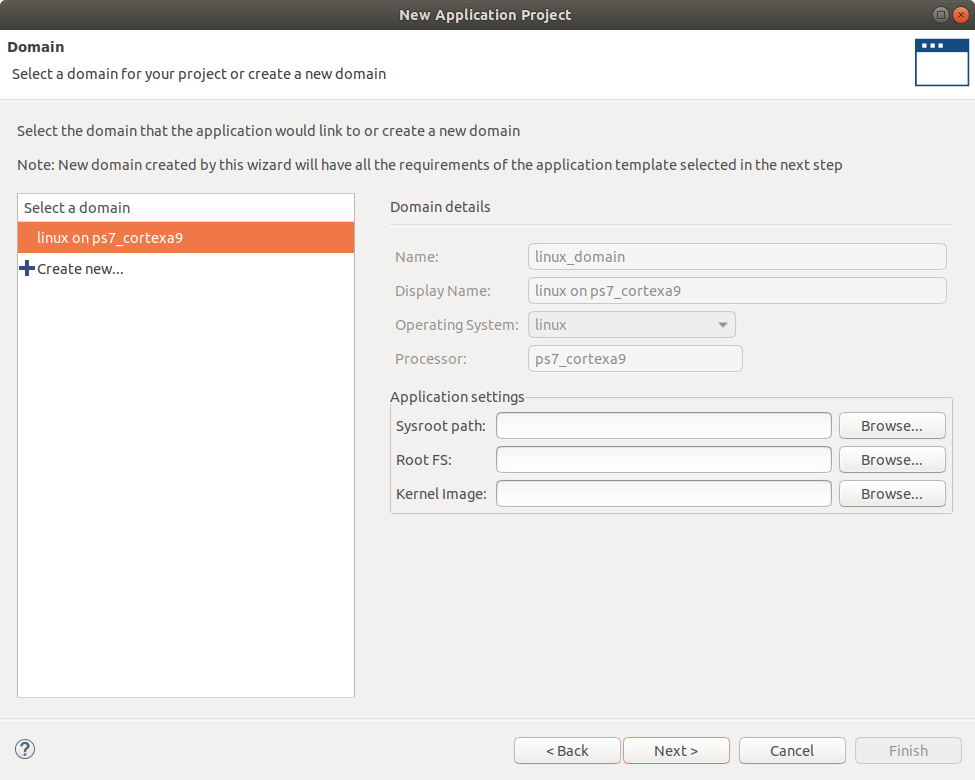 New Application Project
Domain
Select a domain for your project or create a new domain
Select the domain that the application would link to or create a new domain
Note: New domain created by this wizard will have all the requirements of the application template selected in the next step
Select a domain
linux on ps7_cortexa9
Create new...
Domain details
Name: linux_domain
Display Name: linux on ps7_cortexa9
Operating System: linux
Processor: ps7_cortexa9
Application settings
Sysroot path: Browse...
Root FS: Browse...
Kernel Image: Browse...
? < Back Next > Cancel Finish